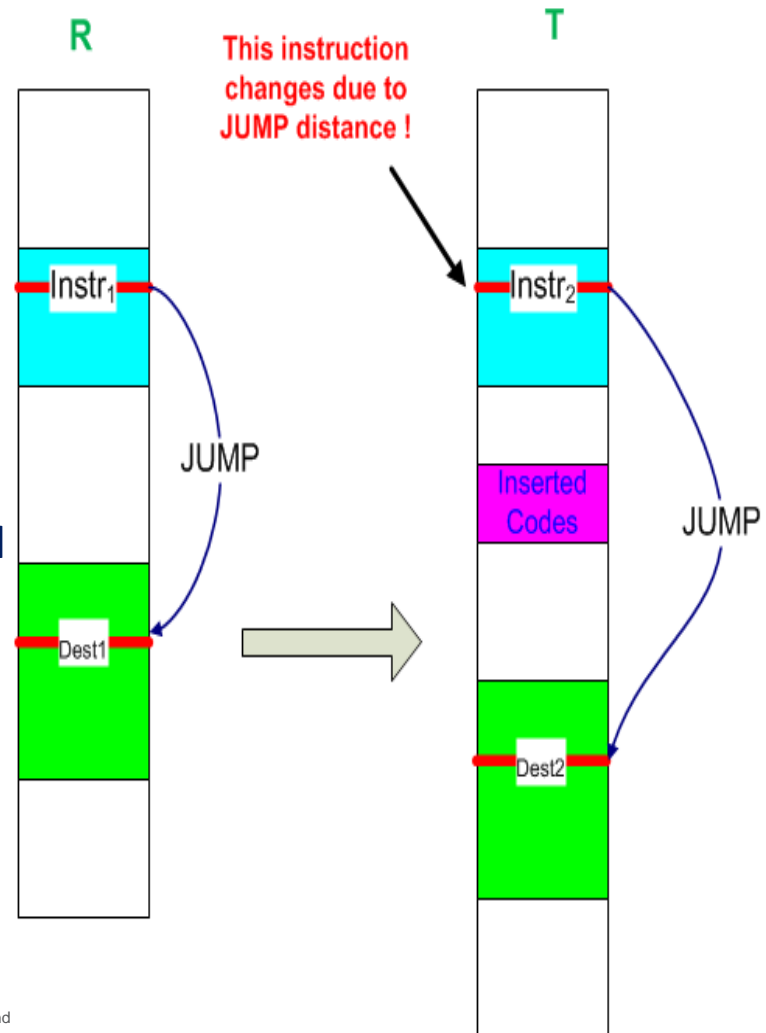 R
T
This instruction
changes due to
JUMP distance !
Instr₁
Instr₂
JUMP
Inserted
Codes
JUMP
Dest1
Dest2